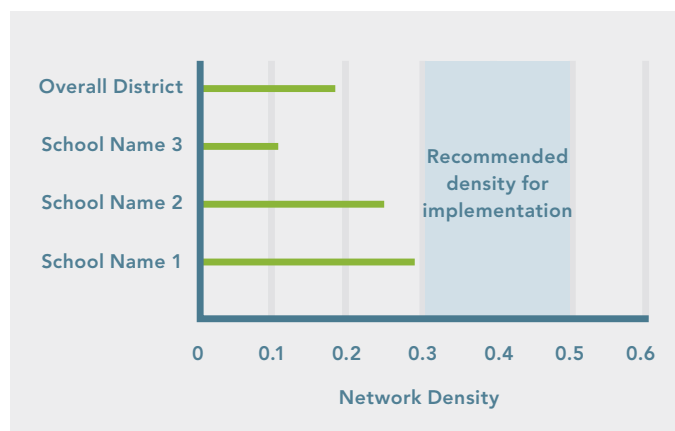 Overall District
School Name 3
School Name 2
School Name 1
Recommended
density for
implementation
0 0.1 0.2 0.3 0.4 0.5 0.6
Network Density